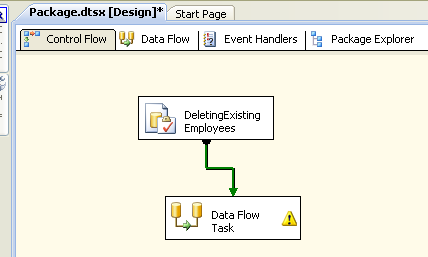 Package.dtsx [Design]* Start Page
Control Flow Data Flow Event Handlers Package Explorer
DeletingExisting
Employees
Data Flow
Task